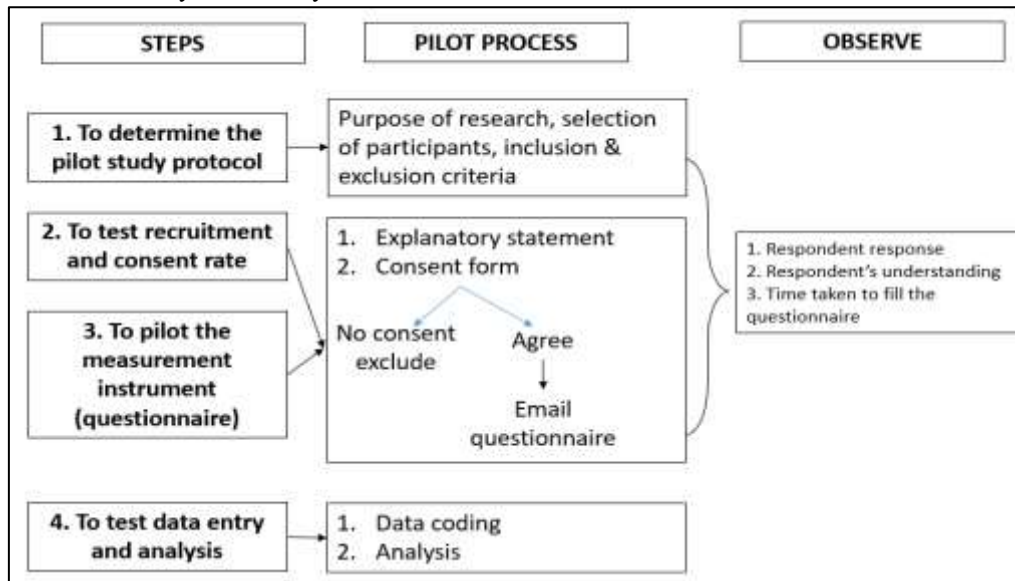 STEPS
PILOT PROCESS
OBSERVE
1. To determine the
pilot study protocol
Purpose of research, selection
of participants, inclusion &
exclusion criteria
2. To test recruitment
and consent rate
3. To pilot the
measurement
instrument
(questionnaire)
1. Explanatory statement
2. Consent form
No consent
exclude
Agree
Email
questionnaire
1. Respondent response
2. Respondent's understanding
3. Time taken to fill the
questionnaire
4. To test data entry
and analysis
1. Data coding
2. Analysis